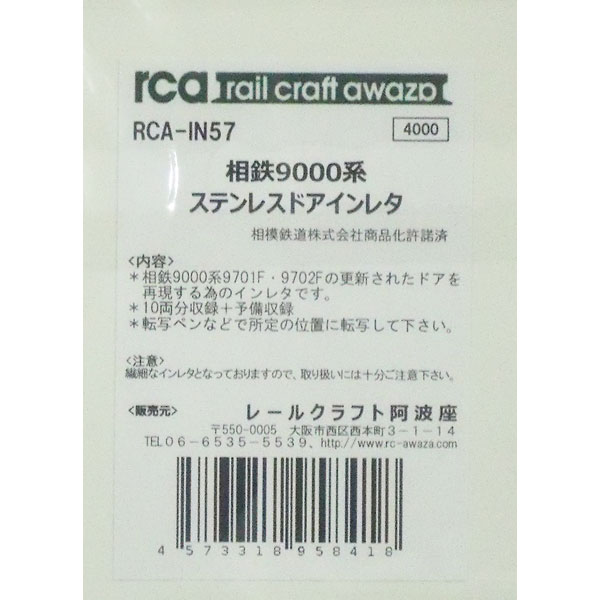 rca rail craft awaza
RCA-IN57
4000
相鉄9000系
ステンレスドアインレタ
相模鉄道株式会社商品化許諾済
<内容>
＊相鉄9000系9701F・9702Fの更新されたドアを
再現する為のインレタです。
＊10両分収録＋予備収録
＊転写ペンなどで所定の位置に転写して下さい。
<注意>
繊細なインレタとなっておりますので、取り扱いには十分ご注意下さい。
<販売元> レールクラフト阿波座
〒550-0005 大阪市西区西本町3-1-14
TEL06-6535-5539、http://www.rc-awaza.com
4 573318 958418